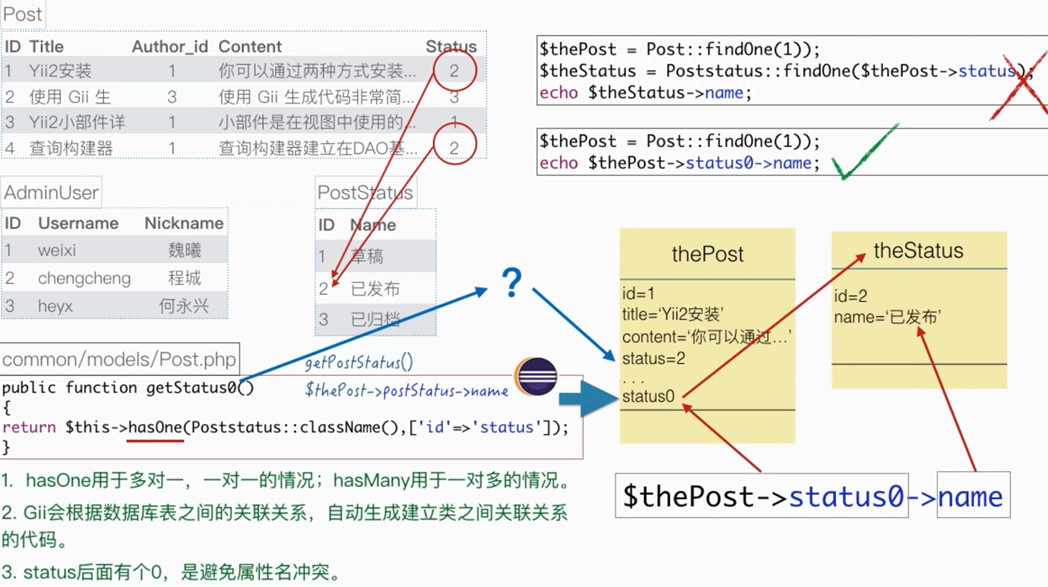 Post
ID Title Author_id Content Status
1 Yii2安装 1 你可以通过两种方式安装... 2
2 使用 Gii 生 3 使用 Gii 生成代码非常简... 3
3 Yii2小部件详 1 小部件是在视图中使用的... 1
4 查询构建器 1 查询构建器建立在DAO基... 2
$thePost = Post::findOne(1));
$theStatus = Poststatus::findOne($thePost->status);
echo $theStatus->name;
$thePost = Post::findOne(1));
echo $thePost->status0->name;
AdminUser
ID Username Nickname
1 weixi 魏曦
2 chengcheng 程城
3 heyx 何永兴
PostStatus
ID Name
1 草稿
2 已发布
3 已归档
?
thePost
id=1
title=‘Yii2安装’
content=‘你可以通过...’
status=2
. . .
status0
theStatus
id=2
name=‘已发布’
common/models/Post.php
getPostStatus()
$thePost->postStatus->name
public function getStatus0()
{
return $this->hasOne(Poststatus::className(),['id'=>'status']);
}
$thePost->status0->name
1. hasOne用于多对一，一对一的情况；hasMany用于一对多的情况。
2. Gii会根据数据库表之间的关联关系，自动生成建立类之间关联关系
的代码。
3. status后面有个0，是避免属性名冲突。